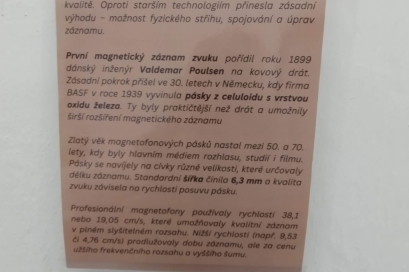 kvalitě. Oproti starším technologiím přinesla zásadní
výhodu – možnost fyzického střihu, spojování a úprav
záznamu.
První magnetický záznam zvuku pořídil roku 1899
dánský inženýr Valdemar Poulsen na kovový drát.
Zásadní pokrok přišel ve 30. letech v Německu, kdy firma
BASF v roce 1939 vyvinula pásky z celuloidu s vrstvou
oxidu železa. Ty byly praktičtější než drát a umožnily
širší rozšíření magnetického záznamu
Zlatý věk magnetofonových pásků nastal mezi 50. a 70.
lety, kdy byly hlavním médiem rozhlasu, studií i filmu.
Pásky se navíjely na cívky různé velikosti, které určovaly
délku záznamu. Standardní šířka činila 6,3 mm a kvalita
zvuku závisela na rychlosti posuvu pásku.
Profesionální magnetofony používaly rychlosti 38,1
nebo 19,05 cm/s, které umožňovaly kvalitní záznam
v plném slyšitelném rozsahu. Nižší rychlosti (např. 9,53
či 4,76 cm/s) prodlužovaly dobu záznamu, ale za cenu
užšího frekvenčního rozsahu a vyššího šumu.